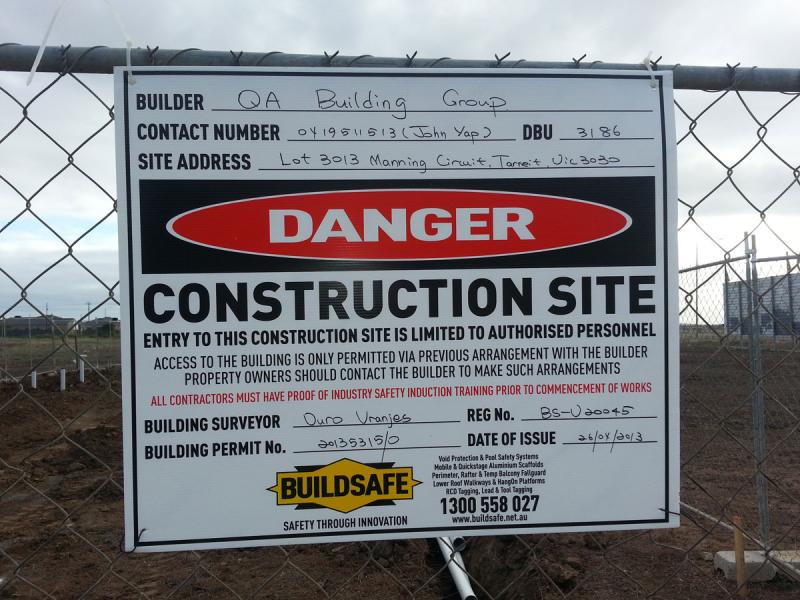 BUILDER QA Building Group
CONTACT NUMBER 0419511513 (John Yap) DBU 3186
SITE ADDRESS Lot 3013 Manning Circuit, Tarneit, Vic 3030
DANGER
CONSTRUCTION SITE
ENTRY TO THIS CONSTRUCTION SITE IS LIMITED TO AUTHORISED PERSONNEL
ACCESS TO THE BUILDING IS ONLY PERMITTED VIA PREVIOUS ARRANGEMENT WITH THE BUILDER
PROPERTY OWNERS SHOULD CONTACT THE BUILDER TO MAKE SUCH ARRANGEMENTS
ALL CONTRACTORS MUST HAVE PROOF OF INDUSTRY SAFETY INDUCTION TRAINING PRIOR TO COMMENCEMENT OF WORKS
BUILDING SURVEYOR Duro Vranjes REG No. BS-U20045
BUILDING PERMIT No. 20135315/0 DATE OF ISSUE 26/04/2013
BUILDSAFE
SAFETY THROUGH INNOVATION
Void Protection & Pool Safety Systems
Mobile & Quickstage Aluminium Scaffolds
Perimeter, Rafter & Temp Balcony Fallguard
Lower Roof Walkways & HangOn Platforms
RCD Tagging, Lead & Tool Tagging
1300 558 027
www.buildsafe.net.au